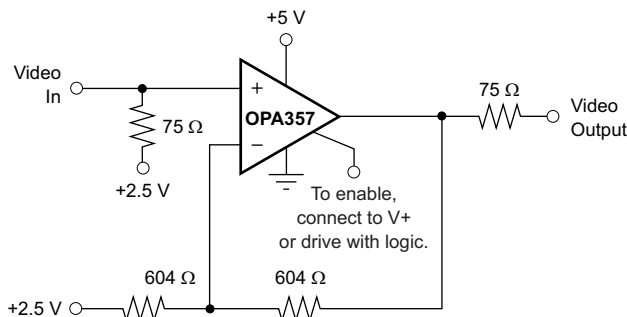 +5 V
Video
In
+
75 Ω
OPA357
75 Ω
Video
Output
−
+2.5 V
To enable,
connect to V+
or drive with logic.
604 Ω
604 Ω
+2.5 V